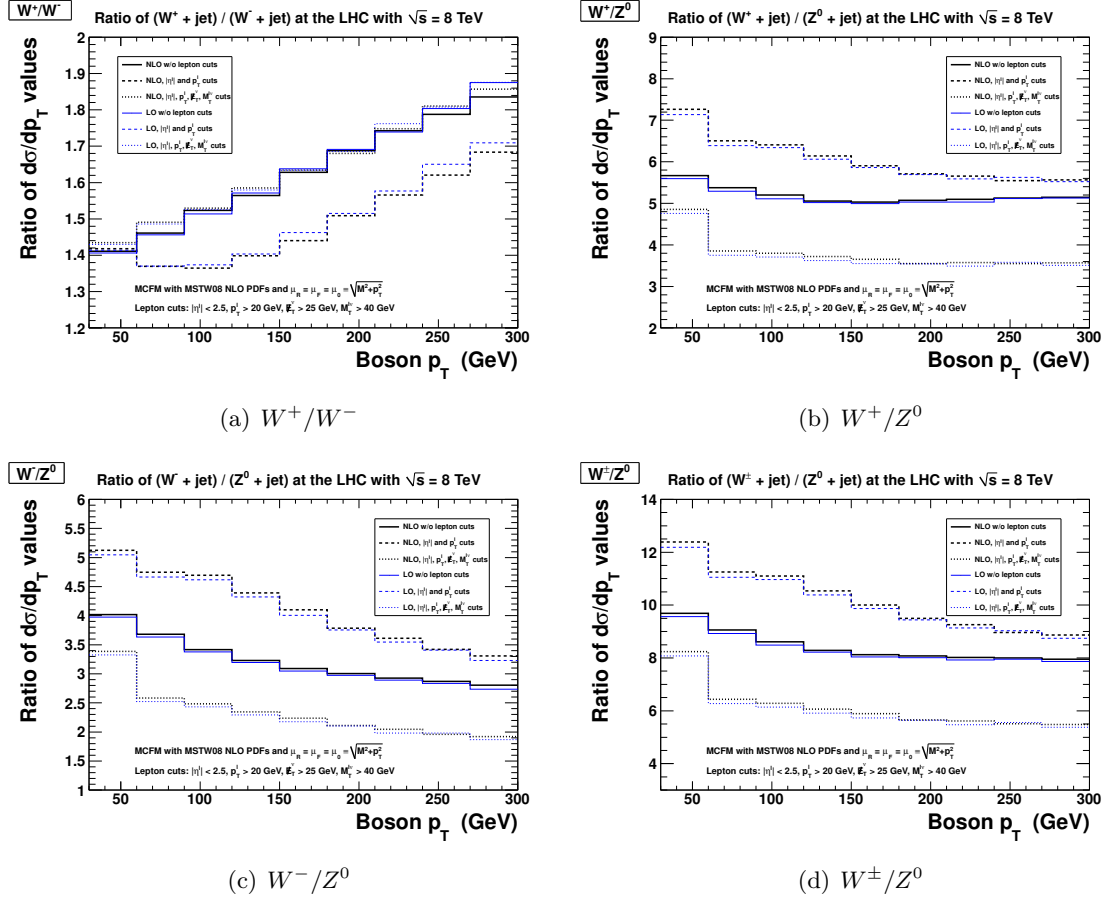 W⁺/W⁻
Ratio of (W⁺ + jet) / (W⁻ + jet) at the LHC with √s = 8 TeV
Ratio of dσ/dp_T values
2
1.9
1.8
1.7
1.6
1.5
1.4
1.3
1.2
NLO w/o lepton cuts
NLO, |η^l| and p_T^l cuts
NLO, |η^l|, p_T^l, E̸_T^ν, M_T^{lν} cuts
LO w/o lepton cuts
LO, |η^l| and p_T^l cuts
LO, |η^l|, p_T^l, E̸_T^ν, M_T^{lν} cuts
MCFM with MSTW08 NLO PDFs and μ_R = μ_F = μ_0 = √(M²+p_T²)
Lepton cuts: |η^l| < 2.5, p_T^l > 20 GeV, E̸_T^ν > 25 GeV, M_T^{lν} > 40 GeV
50 100 150 200 250 300
Boson p_T (GeV)
(a) W⁺/W⁻
W⁺/Z⁰
Ratio of (W⁺ + jet) / (Z⁰ + jet) at the LHC with √s = 8 TeV
Ratio of dσ/dp_T values
9
8
7
6
5
4
3
2
NLO w/o lepton cuts
NLO, |η^l| and p_T^l cuts
NLO, |η^l|, p_T^l, E̸_T^ν, M_T^{lν} cuts
LO w/o lepton cuts
LO, |η^l| and p_T^l cuts
LO, |η^l|, p_T^l, E̸_T^ν, M_T^{lν} cuts
MCFM with MSTW08 NLO PDFs and μ_R = μ_F = μ_0 = √(M²+p_T²)
Lepton cuts: |η^l| < 2.5, p_T^l > 20 GeV, E̸_T^ν > 25 GeV, M_T^{lν} > 40 GeV
50 100 150 200 250 300
Boson p_T (GeV)
(b) W⁺/Z⁰
W⁻/Z⁰
Ratio of (W⁻ + jet) / (Z⁰ + jet) at the LHC with √s = 8 TeV
Ratio of dσ/dp_T values
6
5.5
5
4.5
4
3.5
3
2.5
2
1.5
1
NLO w/o lepton cuts
NLO, |η^l| and p_T^l cuts
NLO, |η^l|, p_T^l, E̸_T^ν, M_T^{lν} cuts
LO w/o lepton cuts
LO, |η^l| and p_T^l cuts
LO, |η^l|, p_T^l, E̸_T^ν, M_T^{lν} cuts
MCFM with MSTW08 NLO PDFs and μ_R = μ_F = μ_0 = √(M²+p_T²)
Lepton cuts: |η^l| < 2.5, p_T^l > 20 GeV, E̸_T^ν > 25 GeV, M_T^{lν} > 40 GeV
50 100 150 200 250 300
Boson p_T (GeV)
(c) W⁻/Z⁰
W^±/Z⁰
Ratio of (W^± + jet) / (Z⁰ + jet) at the LHC with √s = 8 TeV
Ratio of dσ/dp_T values
14
12
10
8
6
4
NLO w/o lepton cuts
NLO, |η^l| and p_T^l cuts
NLO, |η^l|, p_T^l, E̸_T^ν, M_T^{lν} cuts
LO w/o lepton cuts
LO, |η^l| and p_T^l cuts
LO, |η^l|, p_T^l, E̸_T^ν, M_T^{lν} cuts
MCFM with MSTW08 NLO PDFs and μ_R = μ_F = μ_0 = √(M²+p_T²)
Lepton cuts: |η^l| < 2.5, p_T^l > 20 GeV, E̸_T^ν > 25 GeV, M_T^{lν} > 40 GeV
50 100 150 200 250 300
Boson p_T (GeV)
(d) W^±/Z⁰